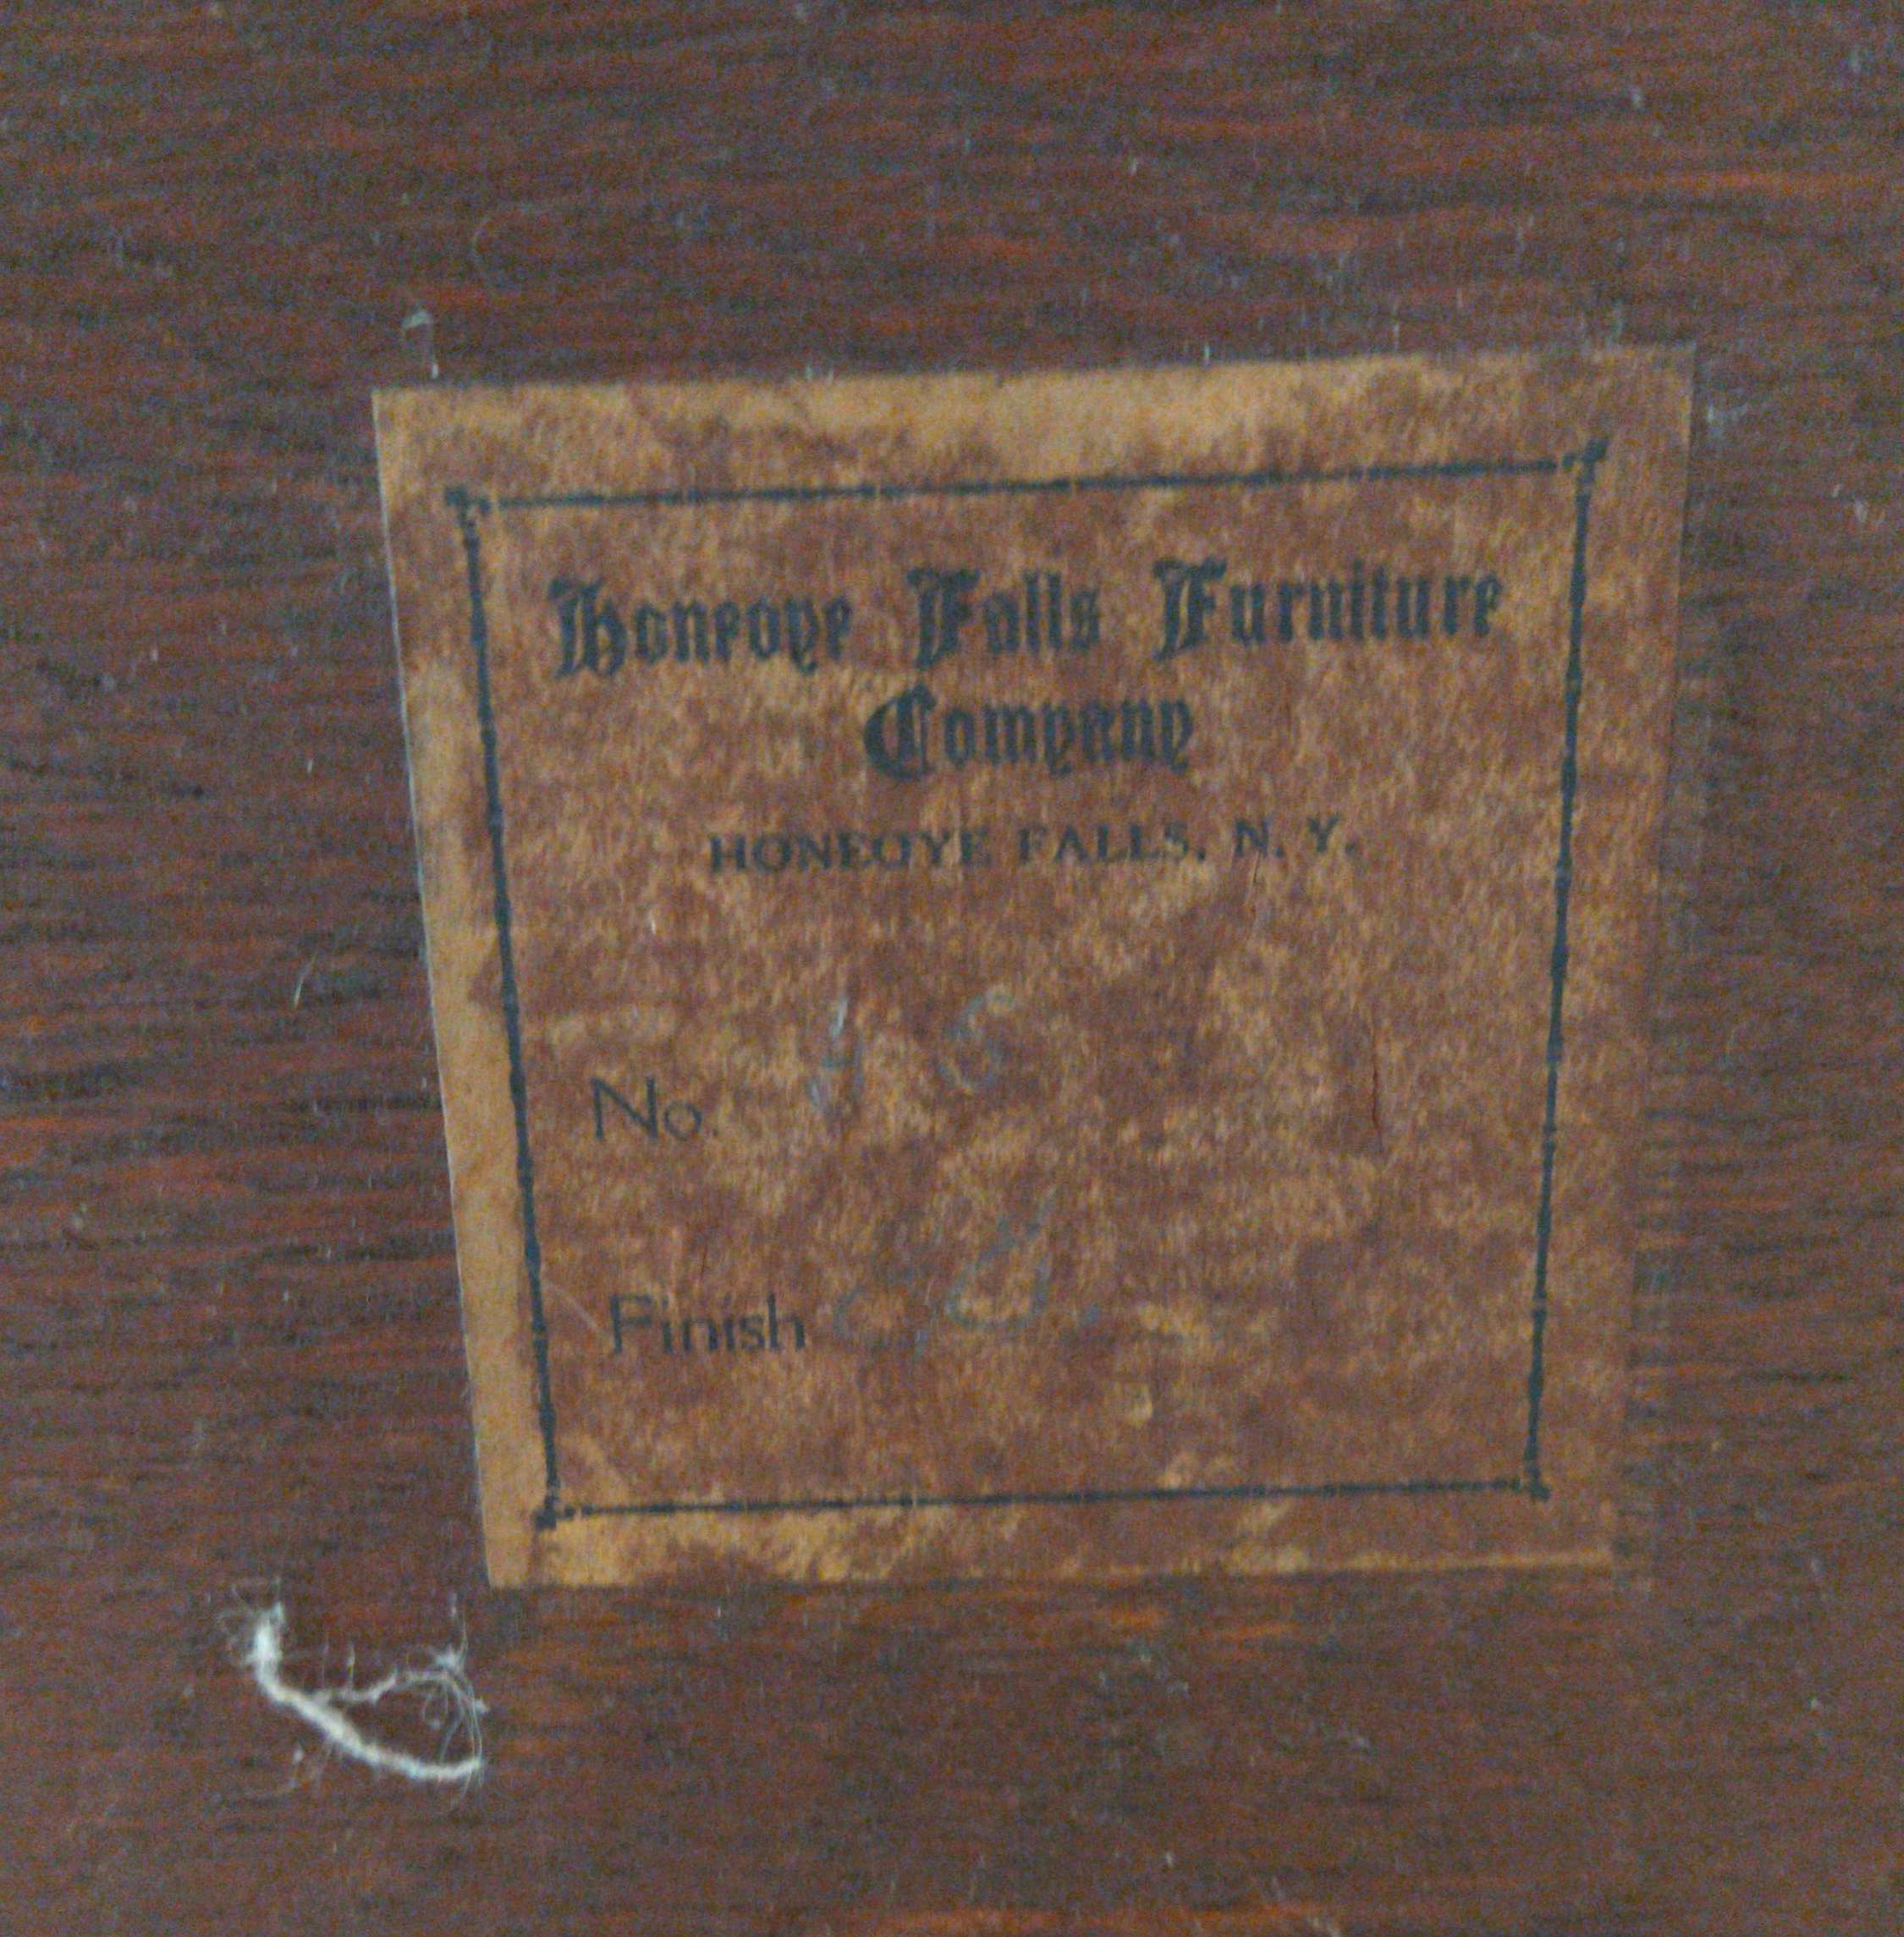 Honeoye Falls Furniture
Company
HONEOYE FALLS, N. Y.
No.
Finish